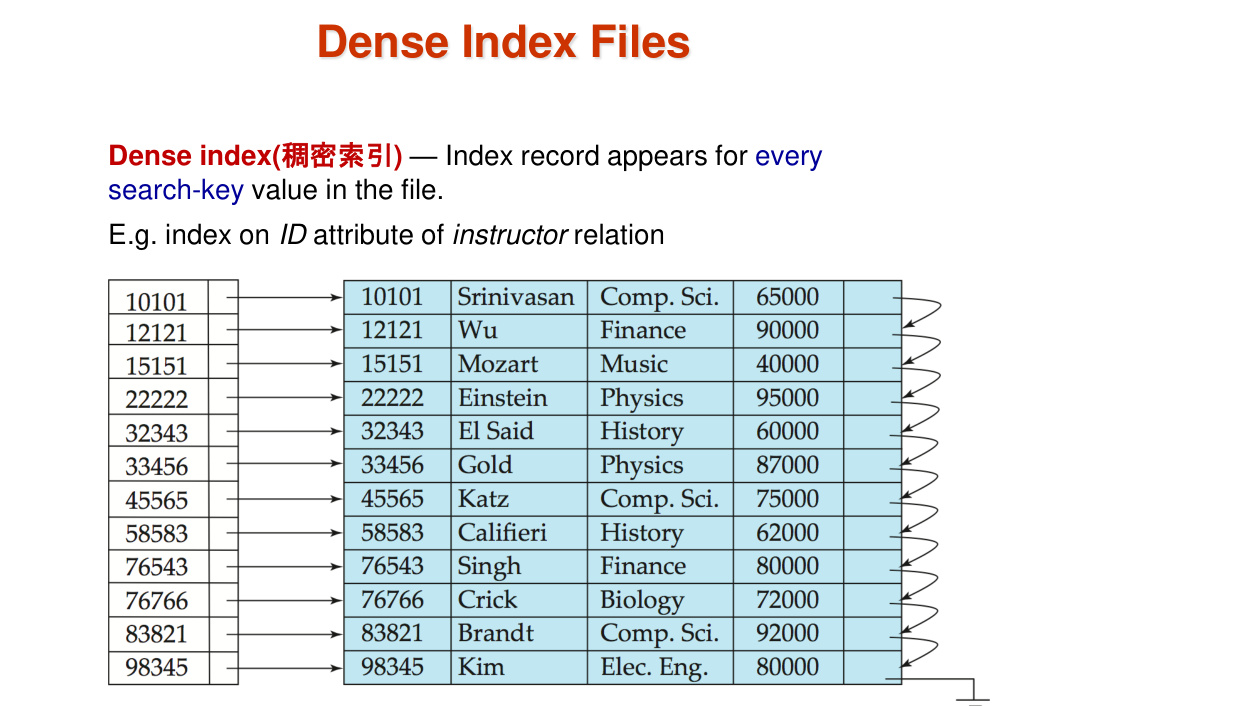 Dense Index Files
Dense index(稠密索引) — Index record appears for every
search-key value in the file.
E.g. index on ID attribute of instructor relation
10101 10101 Srinivasan Comp. Sci. 65000
12121 12121 Wu Finance 90000
15151 15151 Mozart Music 40000
22222 22222 Einstein Physics 95000
32343 32343 El Said History 60000
33456 33456 Gold Physics 87000
45565 45565 Katz Comp. Sci. 75000
58583 58583 Califieri History 62000
76543 76543 Singh Finance 80000
76766 76766 Crick Biology 72000
83821 83821 Brandt Comp. Sci. 92000
98345 98345 Kim Elec. Eng. 80000